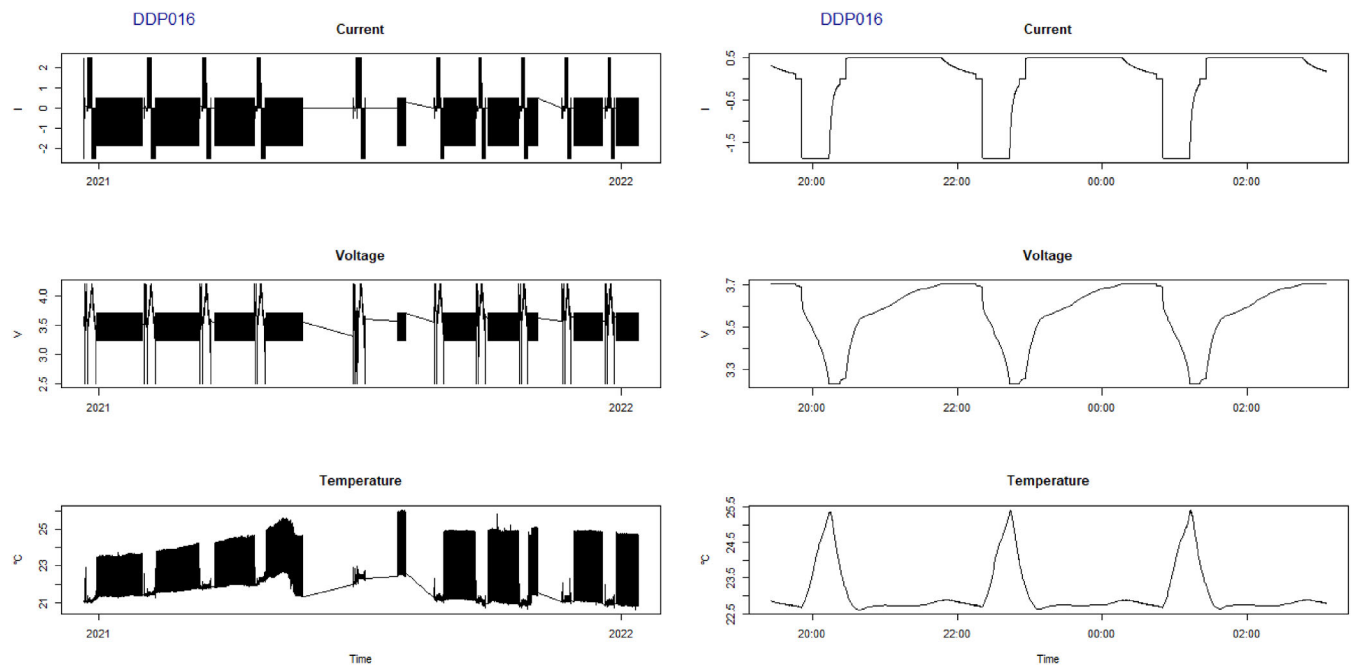 DDP016
Current
I
2
1
0
-1
-2
2021
2022
Voltage
V
4.0
3.5
3.0
2.5
2021
2022
Temperature
°C
25
23
21
2021
2022
Time
DDP016
Current
I
0.5
-0.5
-1.5
20:00
22:00
00:00
02:00
Voltage
V
3.7
3.5
3.3
20:00
22:00
00:00
02:00
Temperature
°C
25.5
24.5
23.5
22.5
20:00
22:00
00:00
02:00
Time